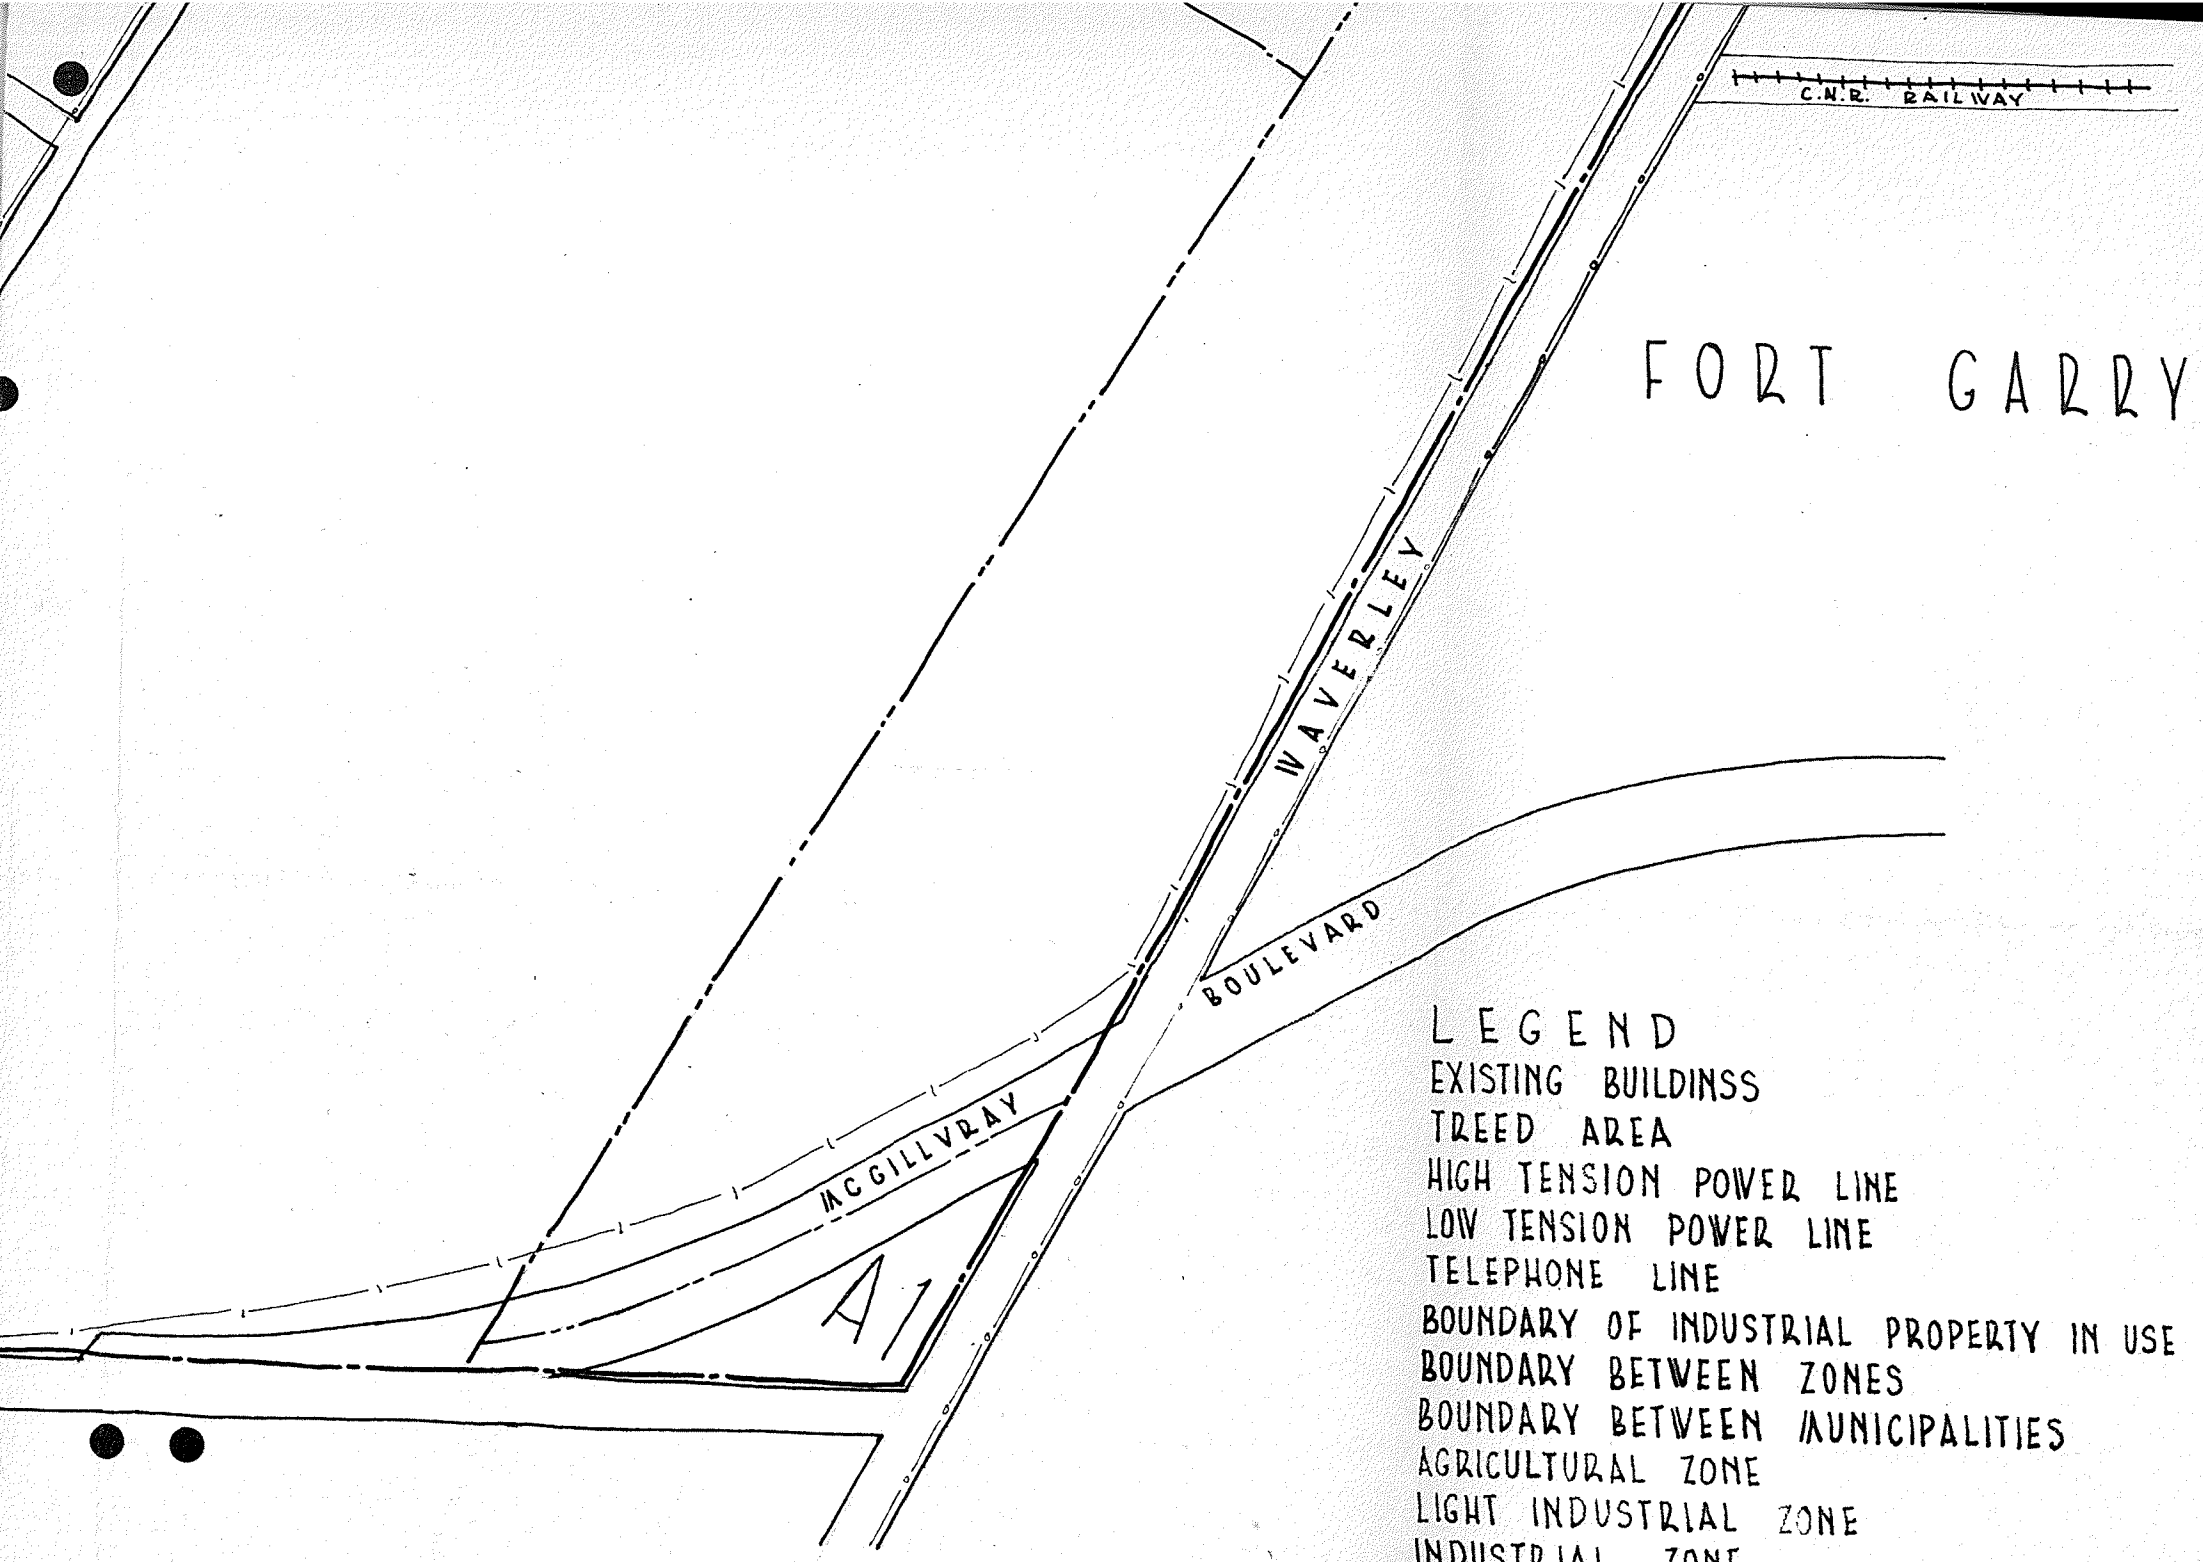 C.N.R. RAILWAY
FORT GARRY
WAVERLEY
BOULEVARD
MCGILLVRAY
A1
LEGEND
EXISTING BUILDINSS
TREED AREA
HIGH TENSION POWER LINE
LOW TENSION POWER LINE
TELEPHONE LINE
BOUNDARY OF INDUSTRIAL PROPERTY IN USE
BOUNDARY BETWEEN ZONES
BOUNDARY BETWEEN MUNICIPALITIES
AGRICULTURAL ZONE
LIGHT INDUSTRIAL ZONE
INDUSTRIAL ZONE